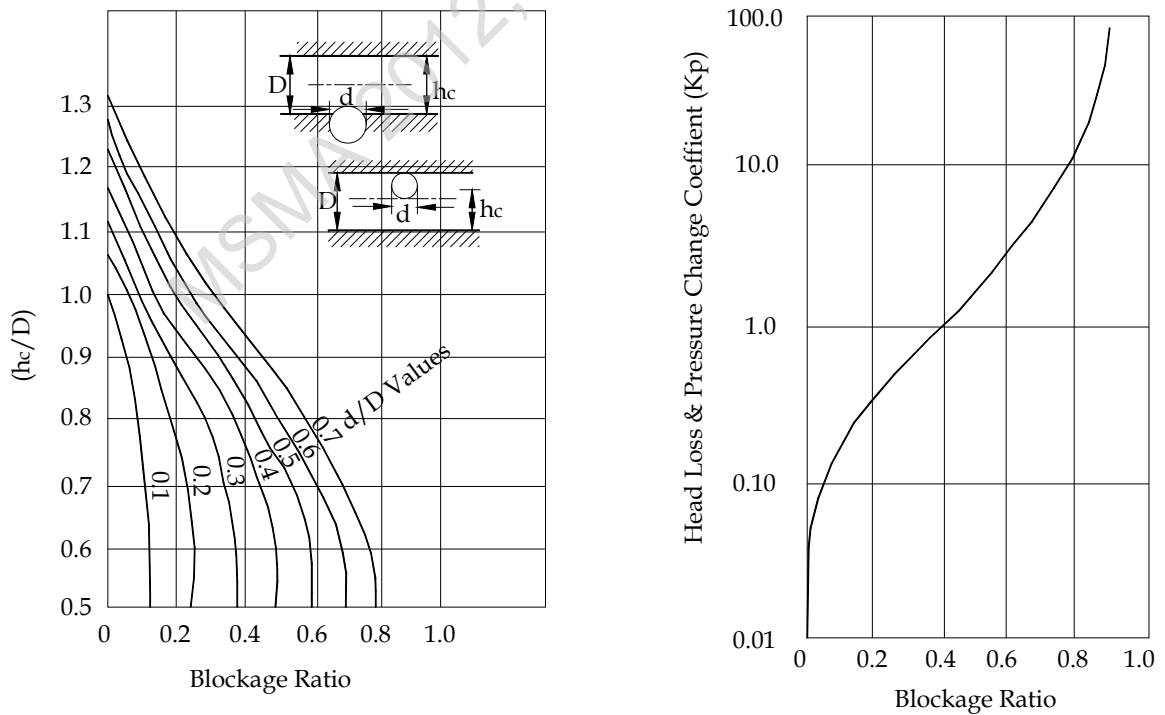 MSMA 2012,
(hc/D)
1.3
1.2
1.1
1.0
0.9
0.8
0.7
0.6
0.5
0
0.2
0.4
0.6
0.8
1.0
Blockage Ratio
D
d
hc
D
d
hc
0.1
0.2
0.3
0.4
0.5
0.6
0.7
d/D Values
Head Loss & Pressure Change Coeffient (Kp)
100.0
10.0
1.0
0.10
0.01
0
0.2
0.4
0.6
0.8
1.0
Blockage Ratio